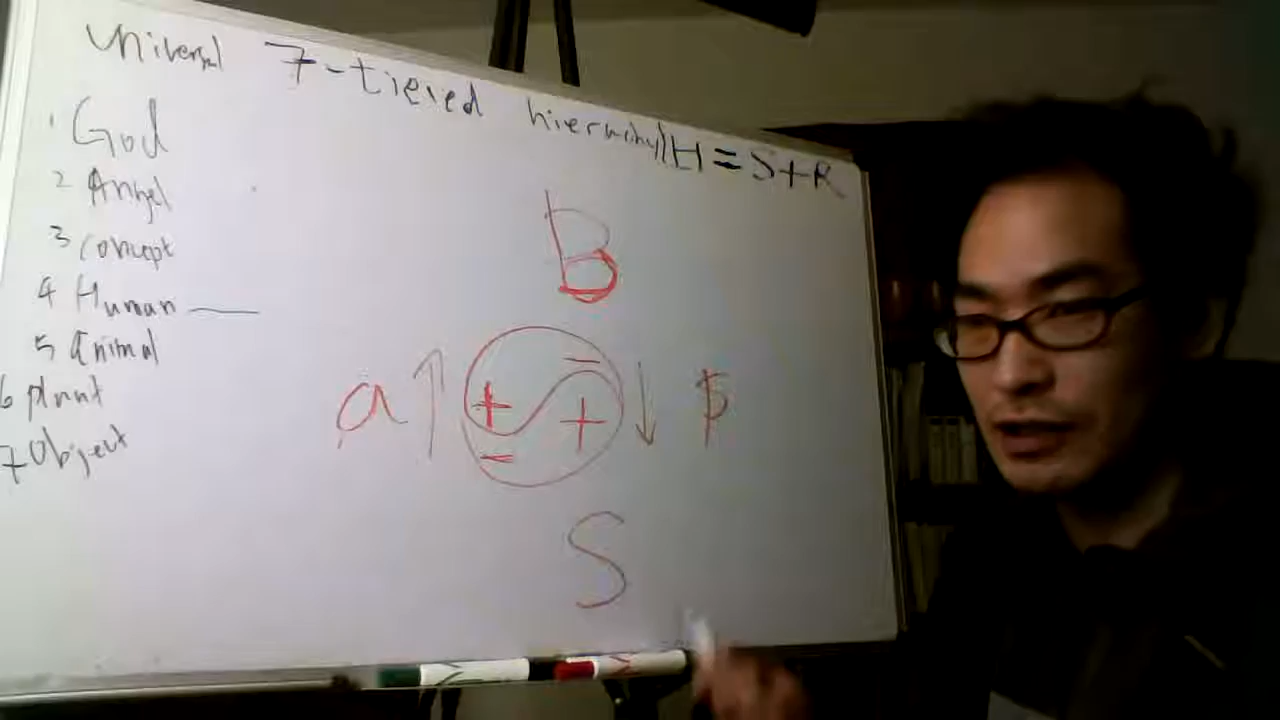 Universal 7-tiered hierarchy H=S+R
1 God
2 Angel
3 concept
4 Human
5 animal
6 plant
7 Object
B
a + - - + b
S